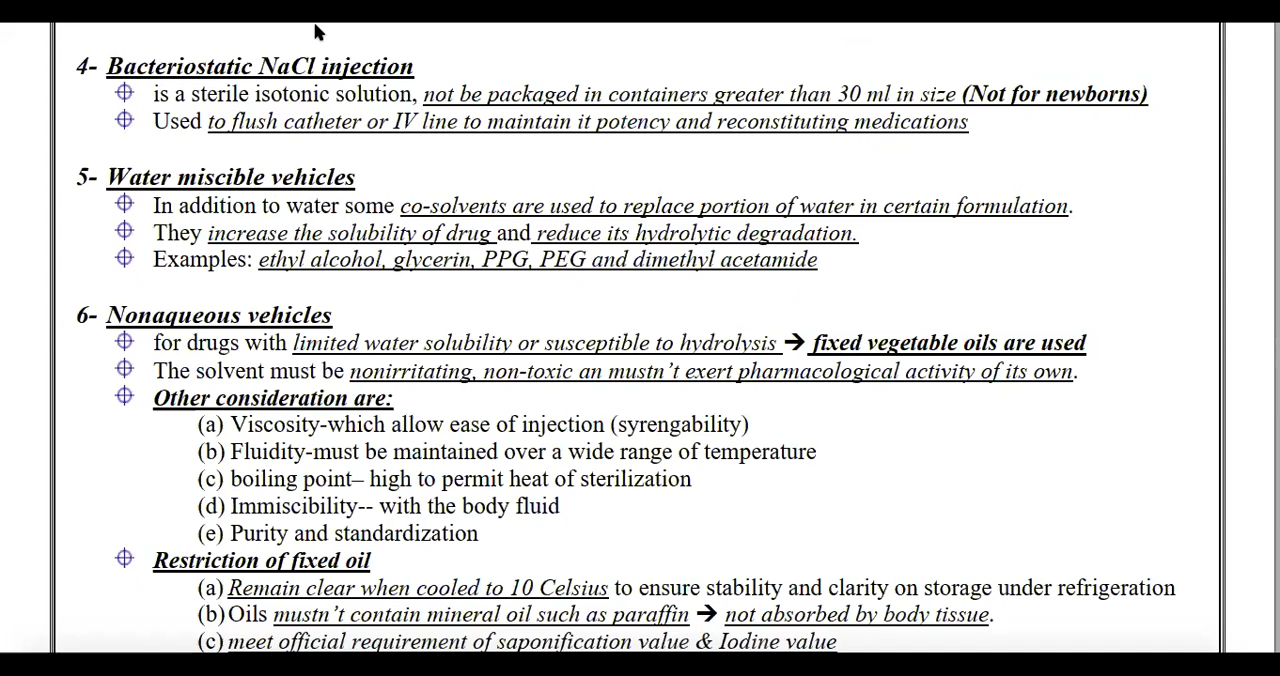 4- Bacteriostatic NaCl injection
is a sterile isotonic solution, not be packaged in containers greater than 30 ml in size (Not for newborns)
Used to flush catheter or IV line to maintain it potency and reconstituting medications
5- Water miscible vehicles
In addition to water some co-solvents are used to replace portion of water in certain formulation.
They increase the solubility of drug and reduce its hydrolytic degradation.
Examples: ethyl alcohol, glycerin, PPG, PEG and dimethyl acetamide
6- Nonaqueous vehicles
for drugs with limited water solubility or susceptible to hydrolysis ➔ fixed vegetable oils are used
The solvent must be nonirritating, non-toxic an mustn't exert pharmacological activity of its own.
Other consideration are:
(a) Viscosity-which allow ease of injection (syrengability)
(b) Fluidity-must be maintained over a wide range of temperature
(c) boiling point– high to permit heat of sterilization
(d) Immiscibility-- with the body fluid
(e) Purity and standardization
Restriction of fixed oil
(a) Remain clear when cooled to 10 Celsius to ensure stability and clarity on storage under refrigeration
(b) Oils mustn't contain mineral oil such as paraffin ➔ not absorbed by body tissue.
(c) meet official requirement of saponification value & Iodine value